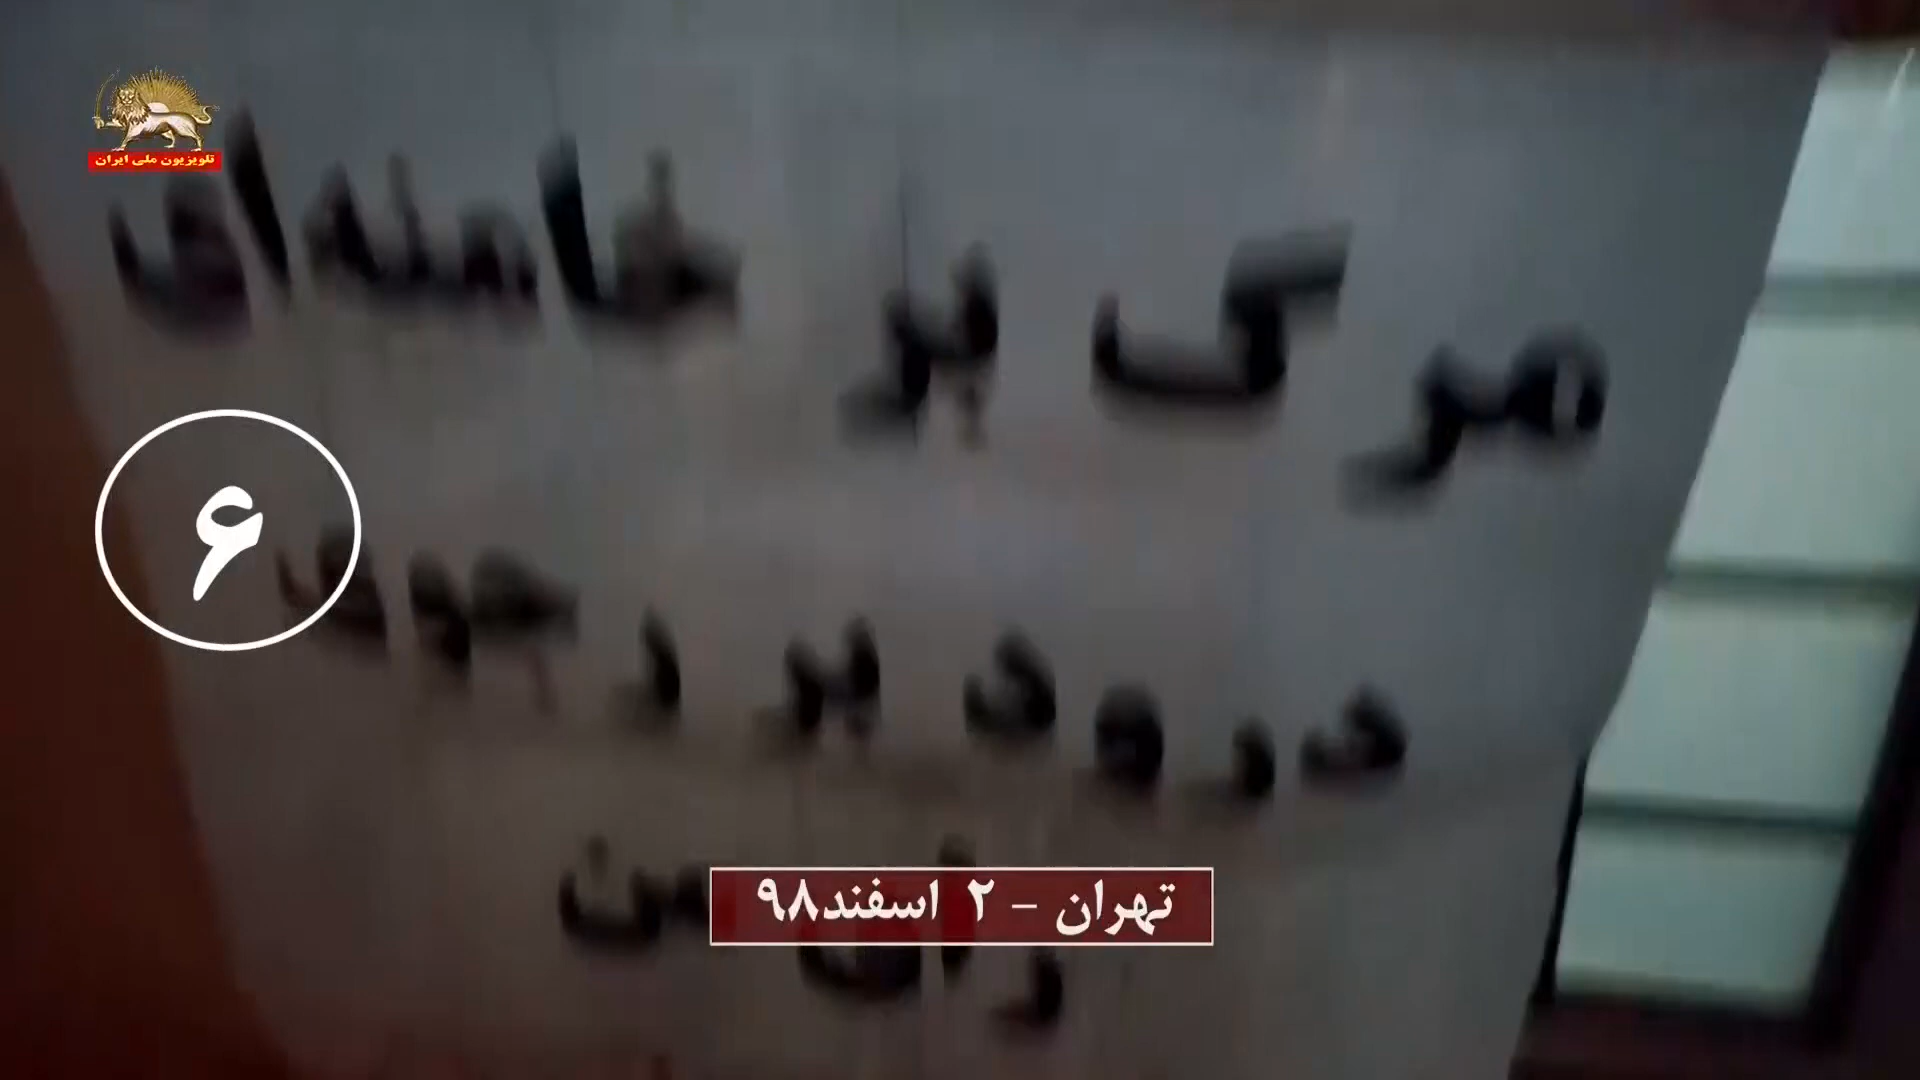 تلویزیون ملی ایران
مرگ بر خامنه‌ای
۶
درود بر رجوی
تهران – ۲ اسفند۹۸